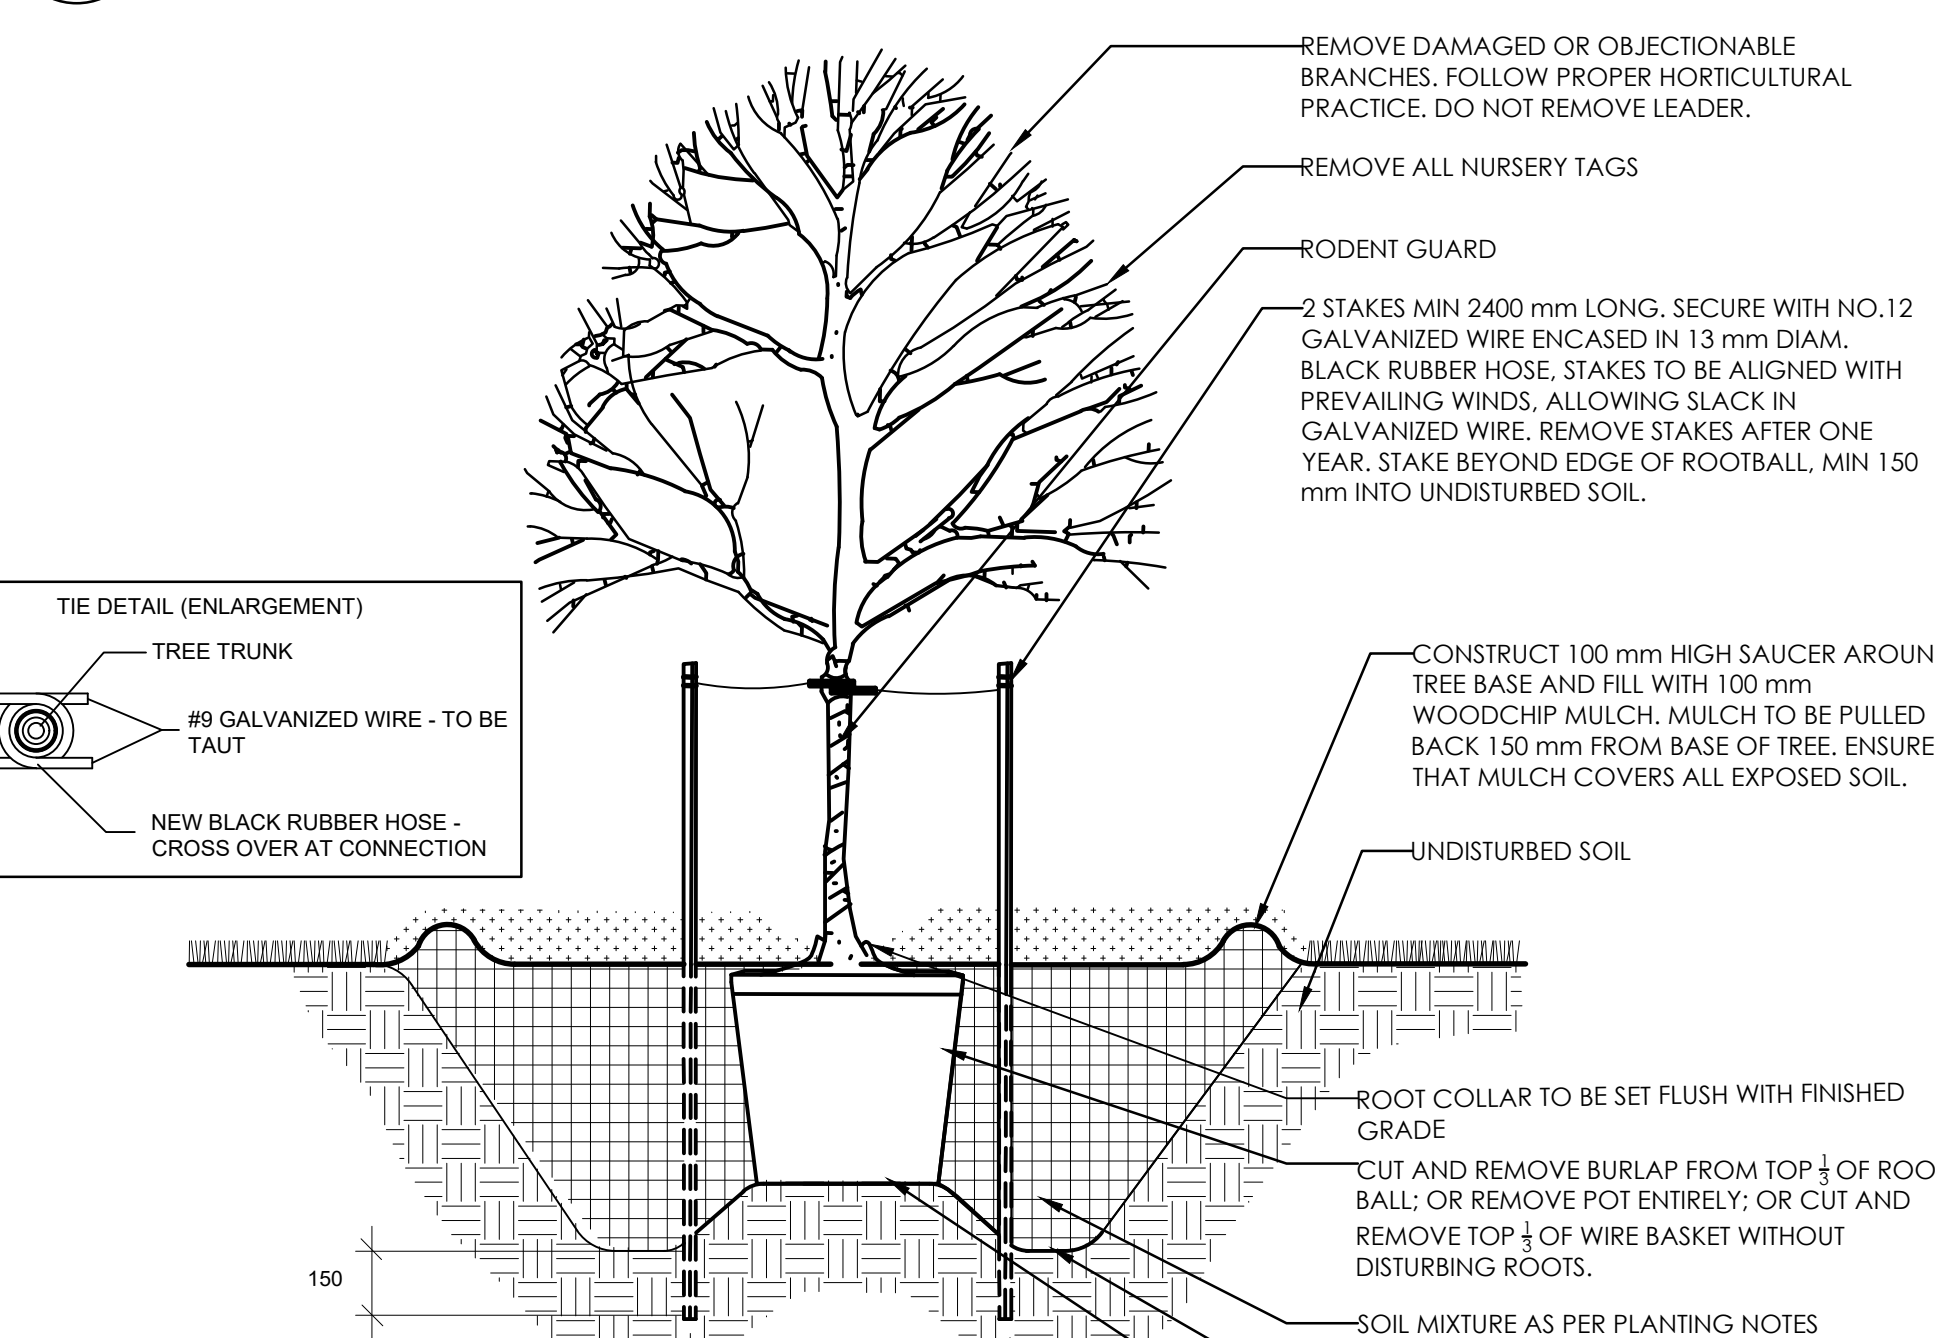 REMOVE DAMAGED OR OBJECTIONABLE
BRANCHES. FOLLOW PROPER HORTICULTURAL
PRACTICE. DO NOT REMOVE LEADER.
REMOVE ALL NURSERY TAGS
RODENT GUARD
2 STAKES MIN 2400 mm LONG. SECURE WITH NO.12
GALVANIZED WIRE ENCASED IN 13 mm DIAM.
BLACK RUBBER HOSE, STAKES TO BE ALIGNED WITH
PREVAILING WINDS, ALLOWING SLACK IN
GALVANIZED WIRE. REMOVE STAKES AFTER ONE
YEAR. STAKE BEYOND EDGE OF ROOTBALL, MIN 150
mm INTO UNDISTURBED SOIL.
TIE DETAIL (ENLARGEMENT)
TREE TRUNK
#9 GALVANIZED WIRE - TO BE
TAUT
NEW BLACK RUBBER HOSE -
CROSS OVER AT CONNECTION
CONSTRUCT 100 mm HIGH SAUCER AROUN
TREE BASE AND FILL WITH 100 mm
WOODCHIP MULCH. MULCH TO BE PULLED
BACK 150 mm FROM BASE OF TREE. ENSURE
THAT MULCH COVERS ALL EXPOSED SOIL.
UNDISTURBED SOIL
ROOT COLLAR TO BE SET FLUSH WITH FINISHED
GRADE
CUT AND REMOVE BURLAP FROM TOP 1/3 OF ROO
BALL; OR REMOVE POT ENTIRELY; OR CUT AND
REMOVE TOP 1/3 OF WIRE BASKET WITHOUT
DISTURBING ROOTS.
SOIL MIXTURE AS PER PLANTING NOTES
150